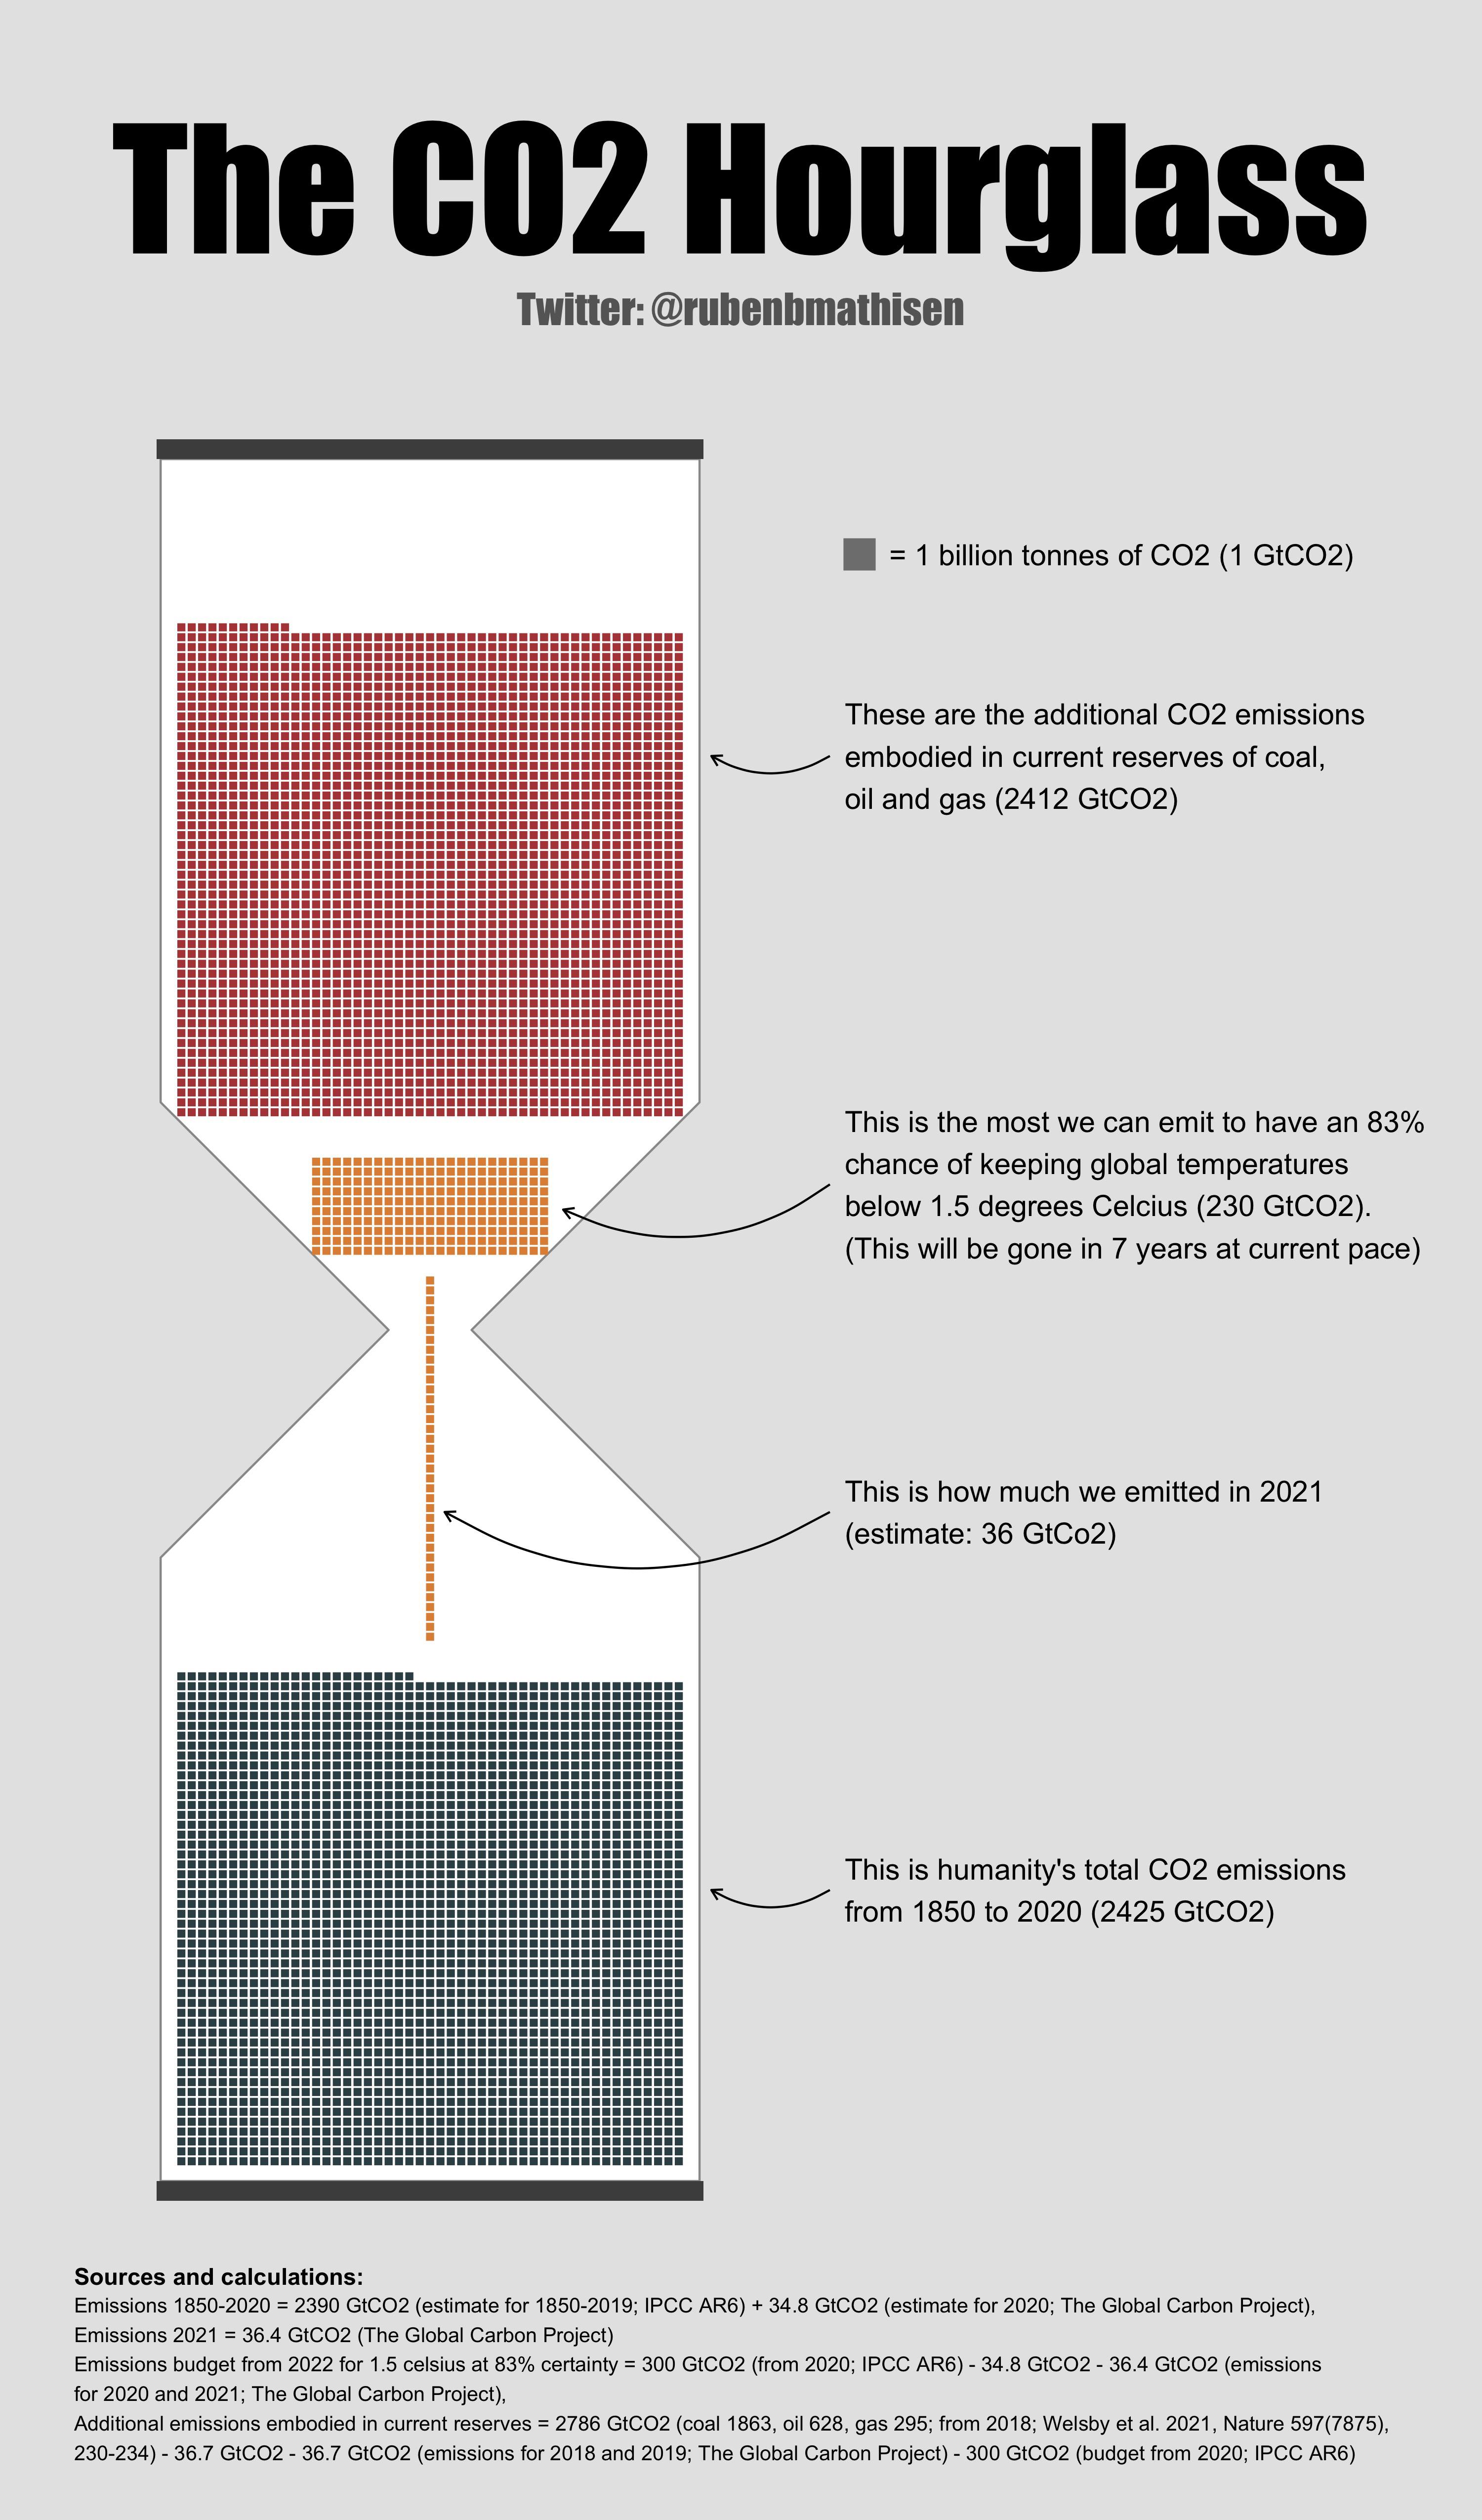 The CO2 Hourglass
Twitter: @rubenbmathisen
= 1 billion tonnes of CO2 (1 GtCO2)
These are the additional CO2 emissions
embodied in current reserves of coal,
oil and gas (2412 GtCO2)
This is the most we can emit to have an 83%
chance of keeping global temperatures
below 1.5 degrees Celcius (230 GtCO2).
(This will be gone in 7 years at current pace)
This is how much we emitted in 2021
(estimate: 36 GtCo2)
This is humanity's total CO2 emissions
from 1850 to 2020 (2425 GtCO2)
Sources and calculations:
Emissions 1850-2020 = 2390 GtCO2 (estimate for 1850-2019; IPCC AR6) + 34.8 GtCO2 (estimate for 2020; The Global Carbon Project),
Emissions 2021 = 36.4 GtCO2 (The Global Carbon Project)
Emissions budget from 2022 for 1.5 celsius at 83% certainty = 300 GtCO2 (from 2020; IPCC AR6) - 34.8 GtCO2 - 36.4 GtCO2 (emissions
for 2020 and 2021; The Global Carbon Project),
Additional emissions embodied in current reserves = 2786 GtCO2 (coal 1863, oil 628, gas 295; from 2018; Welsby et al. 2021, Nature 597(7875),
230-234) - 36.7 GtCO2 - 36.7 GtCO2 (emissions for 2018 and 2019; The Global Carbon Project) - 300 GtCO2 (budget from 2020; IPCC AR6)